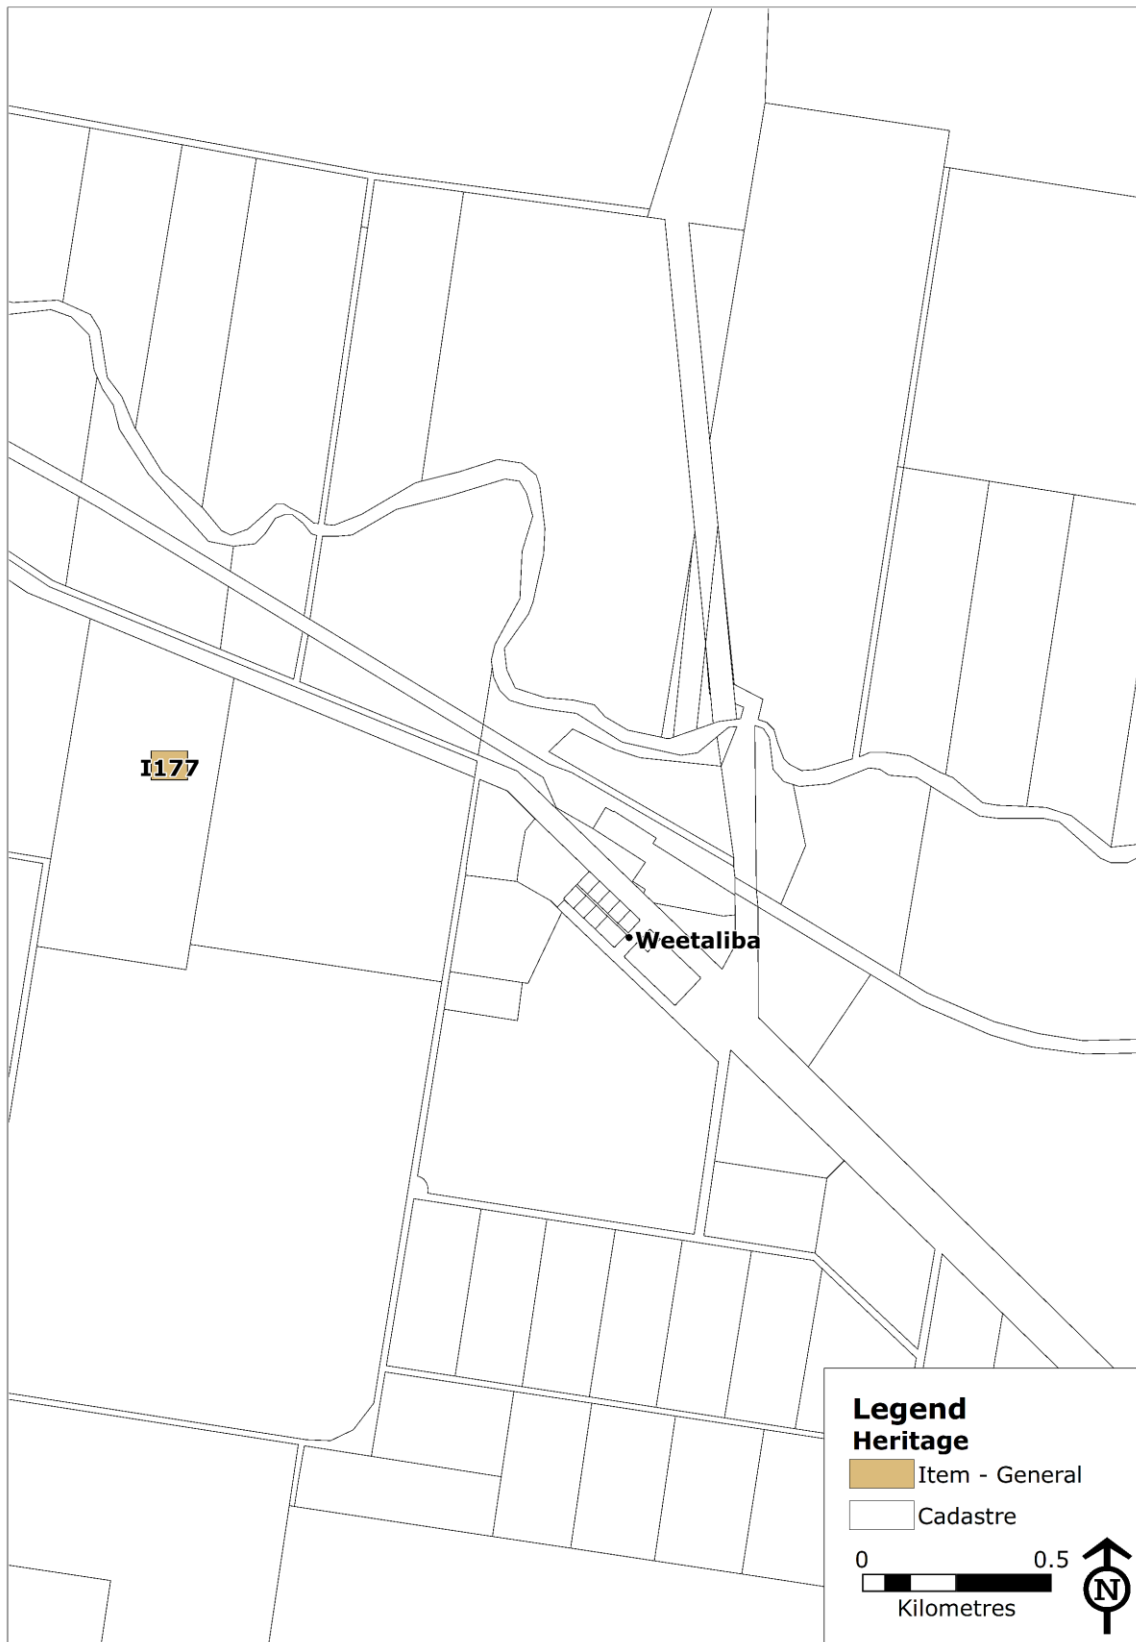 I177
Weetaliba
Legend
Heritage
Item - General
Cadastre
0 0.5
Kilometres
N